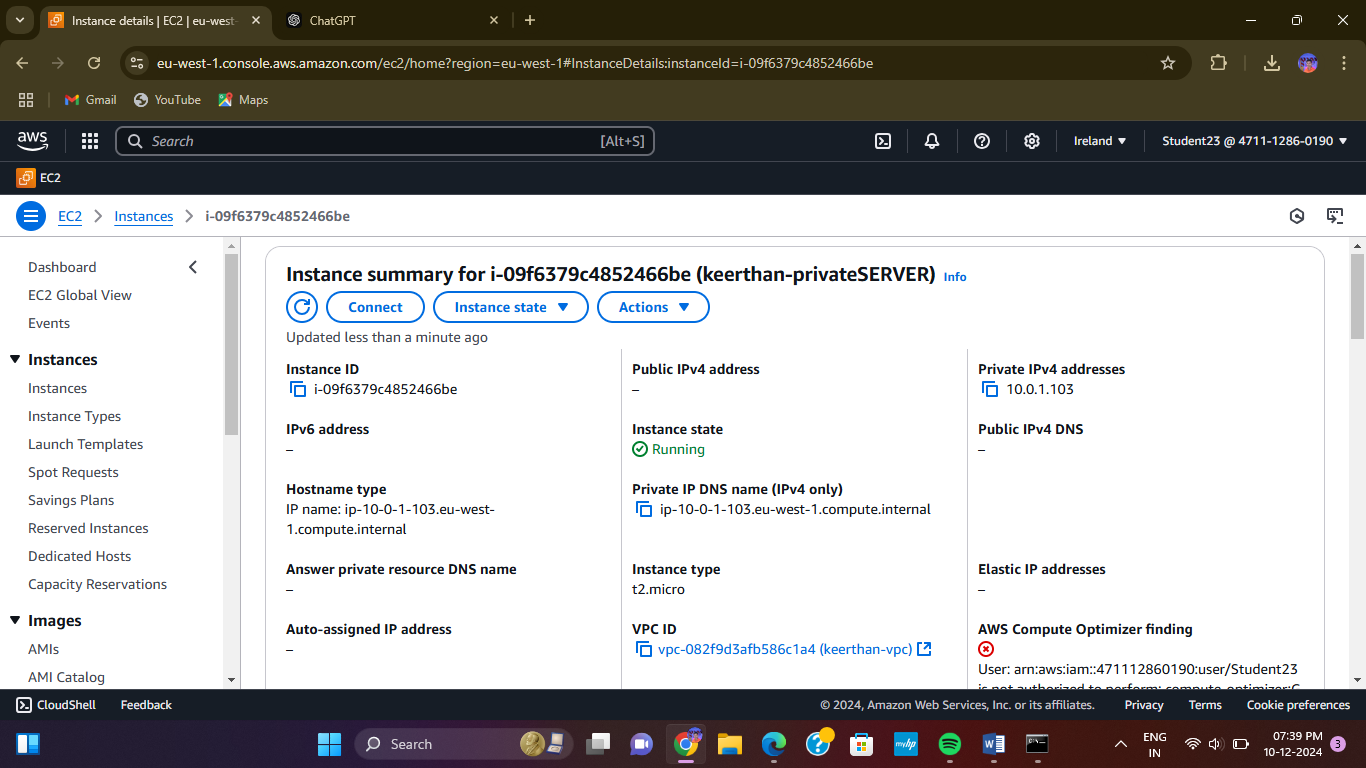 Instance details | EC2 | eu-west-
ChatGPT
eu-west-1.console.aws.amazon.com/ec2/home?region=eu-west-1#InstanceDetails:instanceId=i-09f6379c4852466be
Gmail
YouTube
Maps
aws
Search
[Alt+S]
Ireland
Student23 @ 4711-1286-0190
EC2
EC2
Instances
i-09f6379c4852466be
Dashboard
EC2 Global View
Events
Instances
Instances
Instance Types
Launch Templates
Spot Requests
Savings Plans
Reserved Instances
Dedicated Hosts
Capacity Reservations
Images
AMIs
AMI Catalog
Instance summary for i-09f6379c4852466be (keerthan-privateSERVER) Info
Connect
Instance state
Actions
Updated less than a minute ago
Instance ID
i-09f6379c4852466be
Public IPv4 address
–
Private IPv4 addresses
10.0.1.103
IPv6 address
–
Instance state
Running
Public IPv4 DNS
–
Hostname type
IP name: ip-10-0-1-103.eu-west-
1.compute.internal
Private IP DNS name (IPv4 only)
ip-10-0-1-103.eu-west-1.compute.internal
Answer private resource DNS name
–
Instance type
t2.micro
Elastic IP addresses
–
Auto-assigned IP address
–
VPC ID
vpc-082f9d3afb586c1a4 (keerthan-vpc)
AWS Compute Optimizer finding
User: arn:aws:iam::471112860190:user/Student23
is not authorized to perform: compute-optimizer:G
CloudShell
Feedback
© 2024, Amazon Web Services, Inc. or its affiliates.
Privacy
Terms
Cookie preferences
Search
myhp
ENG
IN
07:39 PM
10-12-2024
3